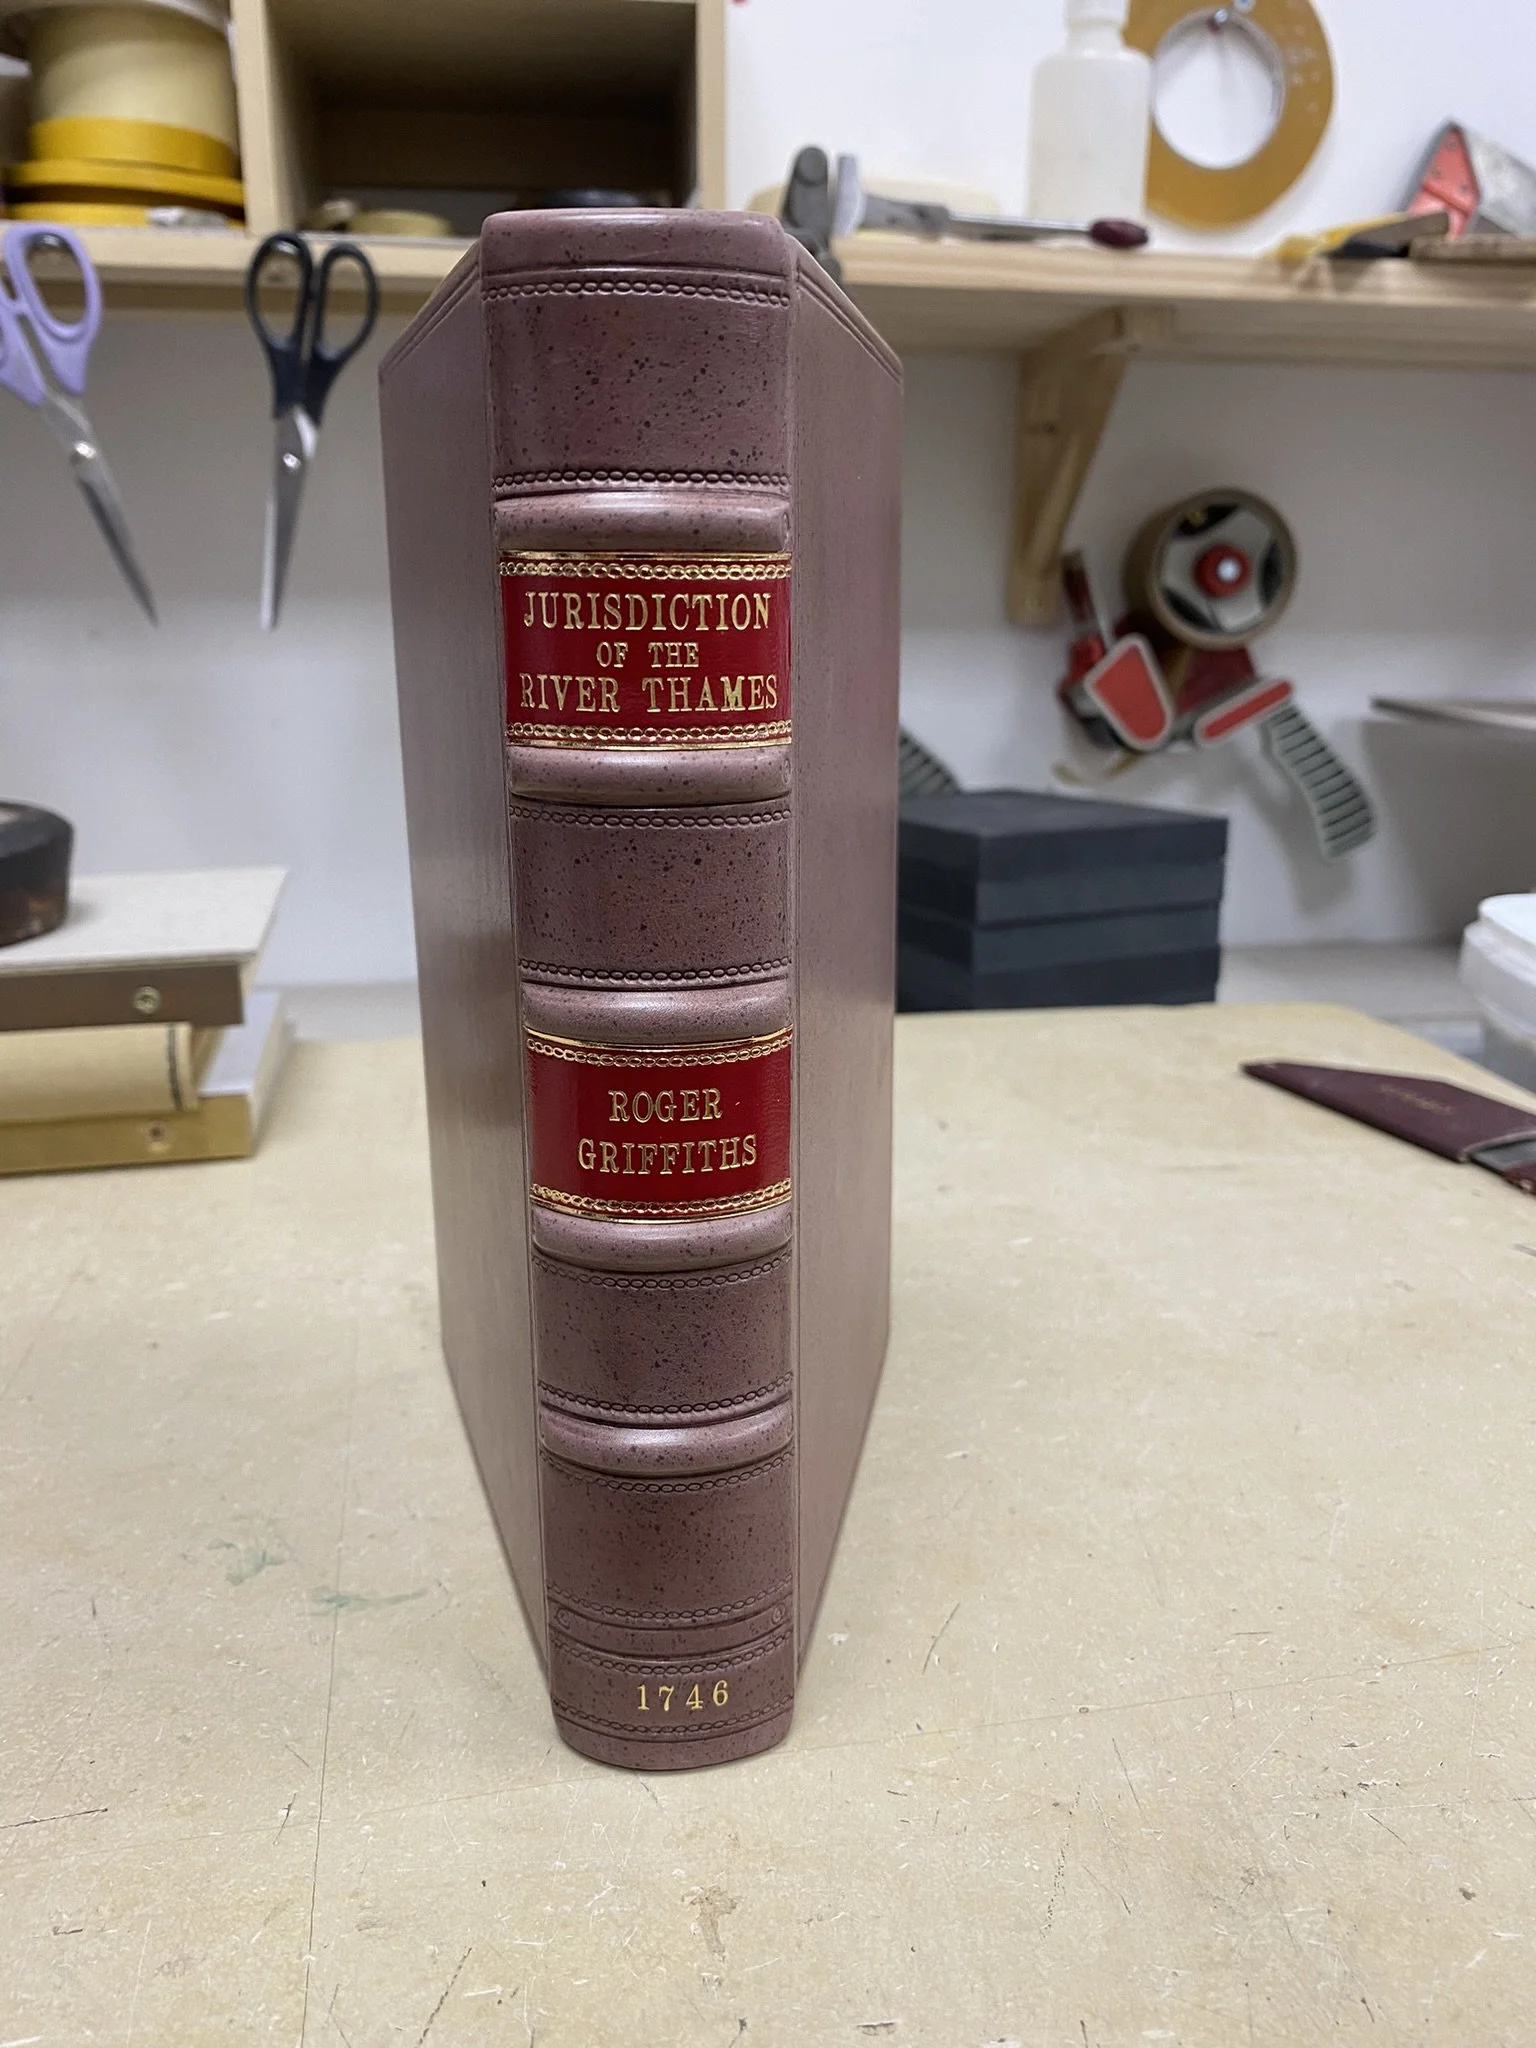 JURISDICTION
OF THE
RIVER THAMES
ROGER
GRIFFITHS
1746